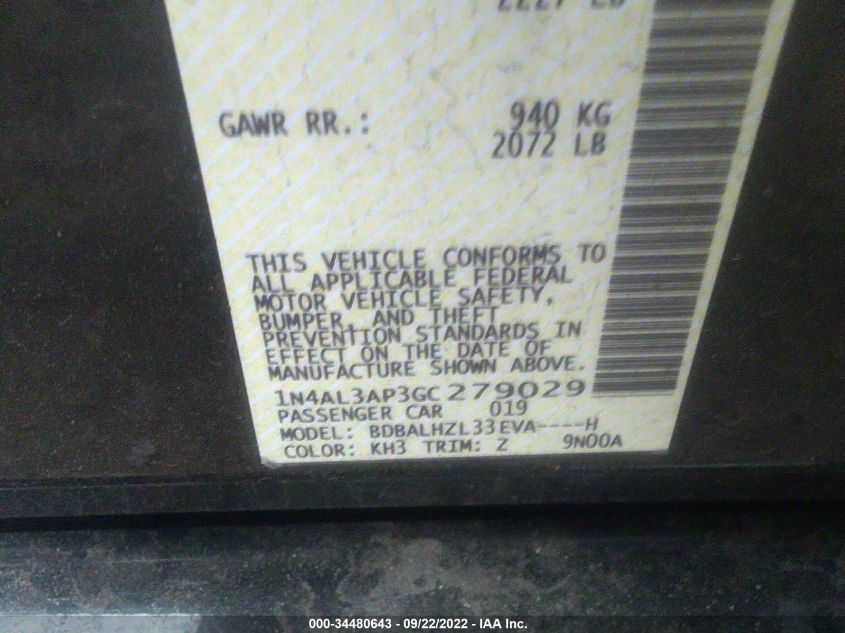 2227 LB
GAWR RR.: 940 KG
2072 LB
THIS VEHICLE CONFORMS TO
ALL APPLICABLE FEDERAL
MOTOR VEHICLE SAFETY,
BUMPER, AND THEFT
PREVENTION STANDARDS IN
EFFECT ON THE DATE OF
MANUFACTURE SHOWN ABOVE.
1N4AL3AP3GC279029
PASSENGER CAR 019
MODEL: BDBALHZL33EVA----H
COLOR: KH3 TRIM: Z 9N00A
000-34480643 - 09/22/2022 - IAA Inc.